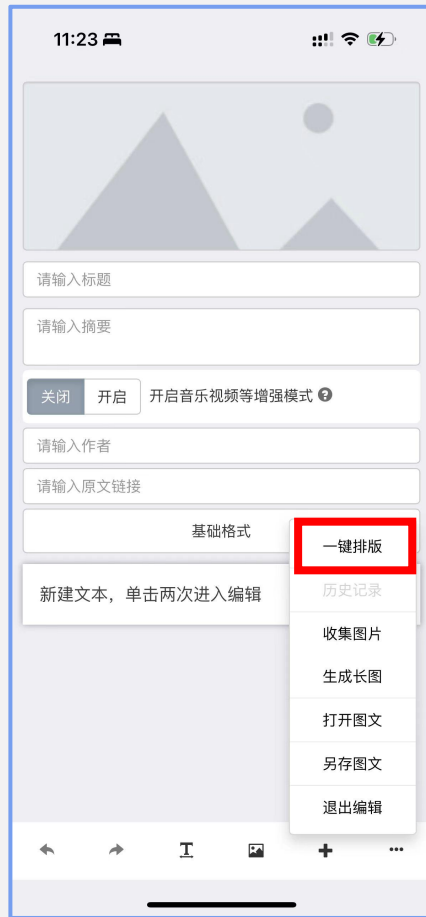 11:23
请输入标题
请输入摘要
关闭 开启 开启音乐视频等增强模式 ?
请输入作者
请输入原文链接
基础格式
一键排版
新建文本，单击两次进入编辑
历史记录
收集图片
生成长图
打开图文
另存图文
退出编辑
T